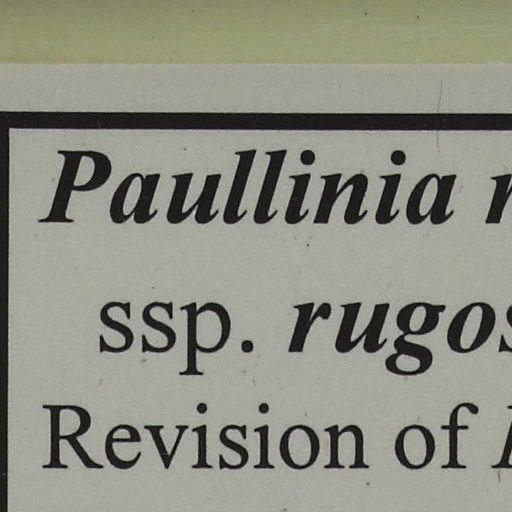 Paullinia
ssp.
Revision of